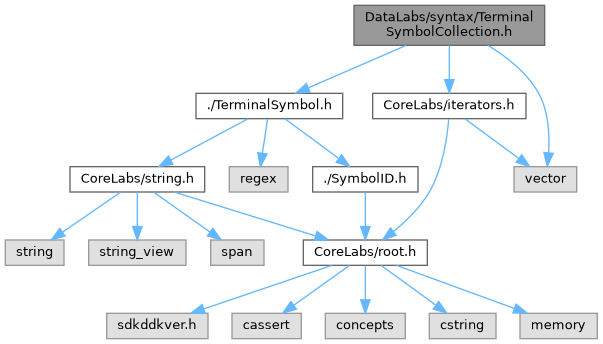 DataLabs/syntax/Terminal
SymbolCollection.h
./TerminalSymbol.h
CoreLabs/iterators.h
CoreLabs/string.h
regex
./SymbolID.h
vector
string
string_view
span
CoreLabs/root.h
sdkddkver.h
cassert
concepts
cstring
memory